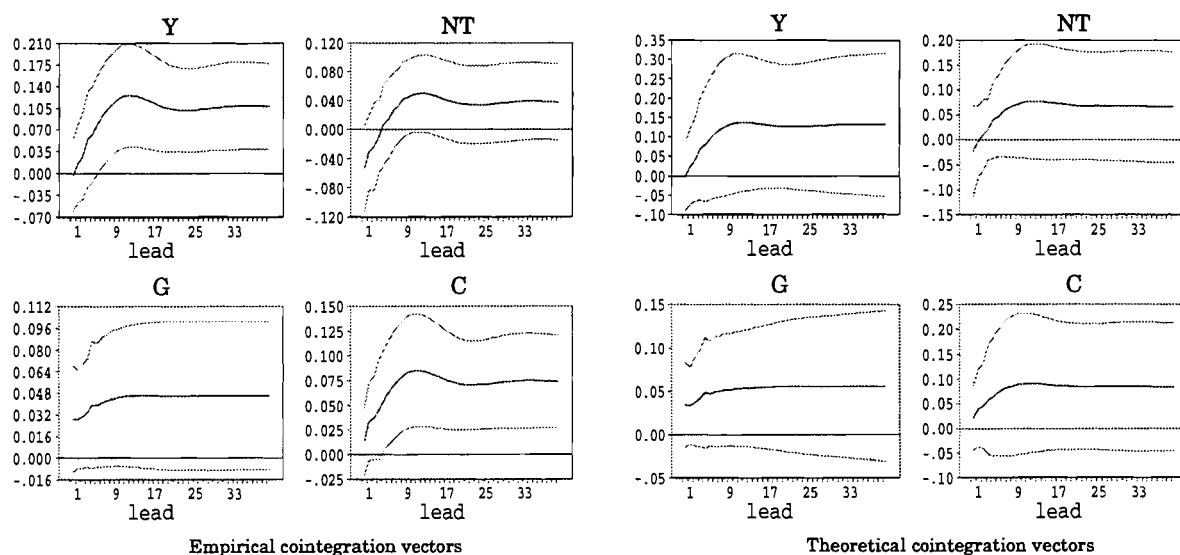 Y
0.210
0.175
0.140
0.105
0.070
0.035
0.000
-.035
-.070
1 9 17 25 33
lead
NT
0.120
0.080
0.040
0.000
-.040
-.080
-.120
1 9 17 25 33
lead
G
0.112
0.096
0.080
0.064
0.048
0.032
0.016
0.000
-.016
1 9 17 25 33
lead
C
0.150
0.125
0.100
0.075
0.050
0.025
0.000
-.025
1 9 17 25 33
lead
Empirical cointegration vectors
Y
0.35
0.30
0.25
0.20
0.15
0.10
0.05
0.00
-.05
-.10
1 9 17 25 33
lead
NT
0.20
0.15
0.10
0.05
0.00
-.05
-.10
-.15
1 9 17 25 33
lead
G
0.15
0.10
0.05
0.00
-.05
1 9 17 25 33
lead
C
0.25
0.20
0.15
0.10
0.05
0.00
-.05
-.10
1 9 17 25 33
lead
Theoretical cointegration vectors